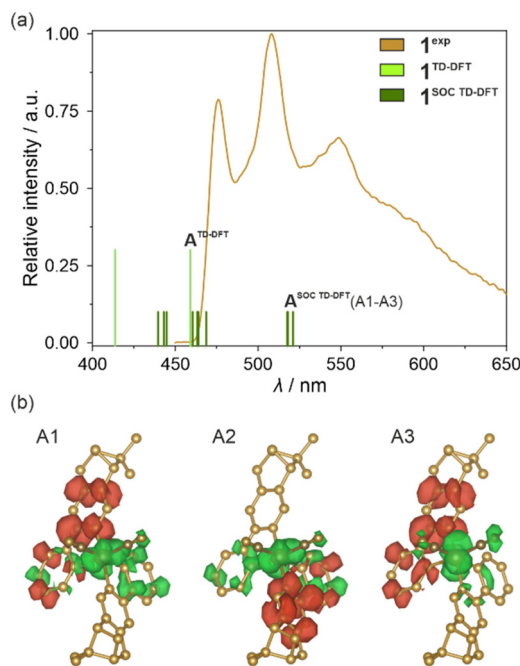 (a)
1.00
0.75
0.50
0.25
0.00
Relative intensity / a.u.
1exp
1TD-DFT
1SOC TD-DFT
ATD-DFT
ASOC TD-DFT(A1-A3)
400 450 500 550 600 650
λ / nm
(b)
A1 A2 A3